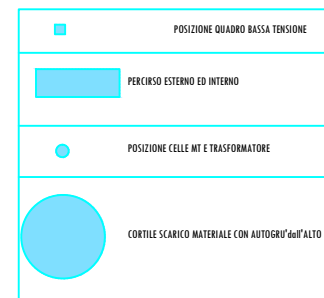 POSIZIONE QUADRO BASSA TENSIONE
PERCIRSO ESTERNO ED INTERNO
POSIZIONE CELLE MT E TRASFORMATORE
CORTILE SCARICO MATERIALE CON AUTOGRU'dall'ALTO